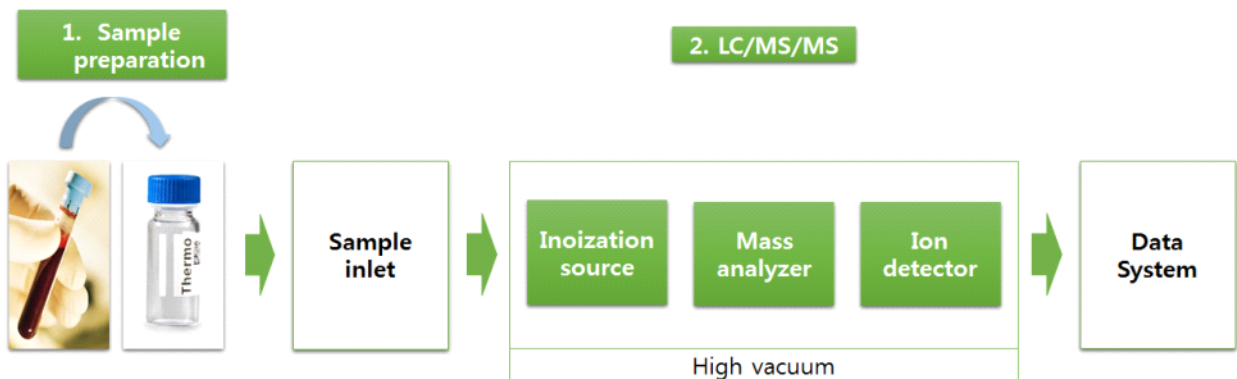 1. Sample
preparation
2. LC/MS/MS
Thermo
Sample
inlet
Inoization
source
Mass
analyzer
Ion
detector
Data
System
High vacuum